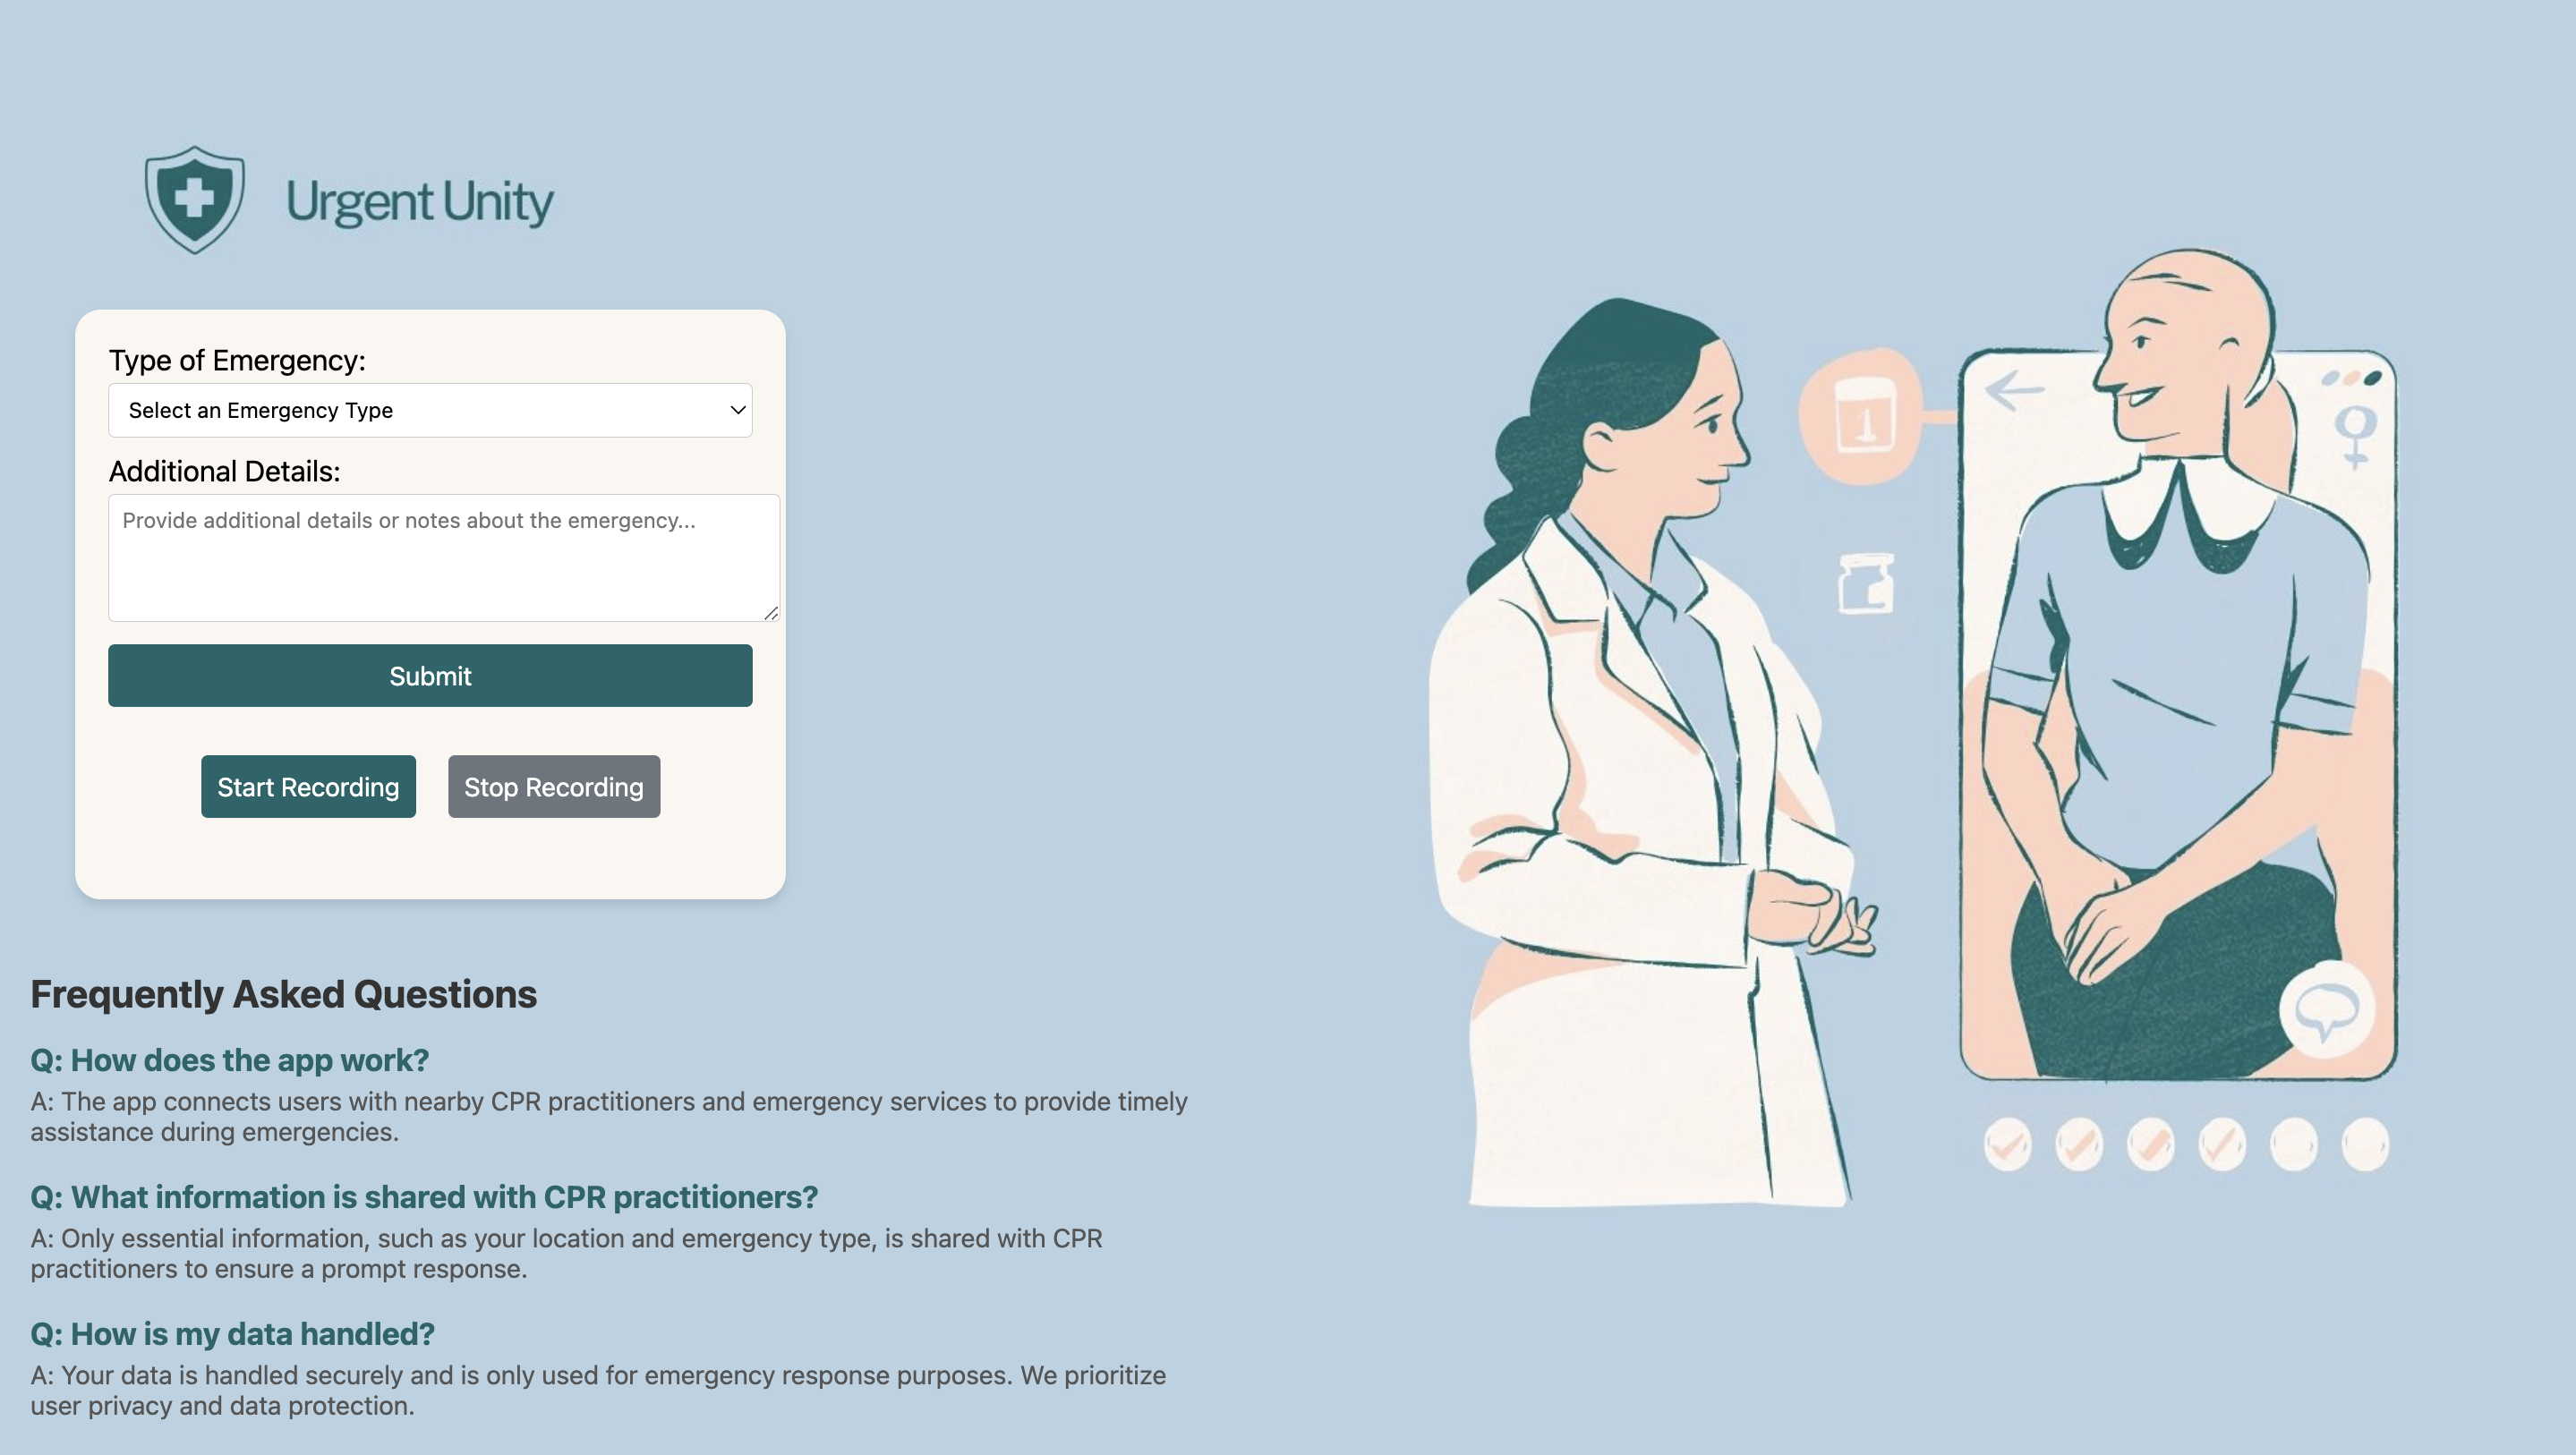 Urgent Unity
Type of Emergency:
Select an Emergency Type
Additional Details:
Provide additional details or notes about the emergency...
Submit
Start Recording
Stop Recording
1
Frequently Asked Questions
Q: How does the app work?
A: The app connects users with nearby CPR practitioners and emergency services to provide timely
assistance during emergencies.
Q: What information is shared with CPR practitioners?
A: Only essential information, such as your location and emergency type, is shared with CPR
practitioners to ensure a prompt response.
Q: How is my data handled?
A: Your data is handled securely and is only used for emergency response purposes. We prioritize
user privacy and data protection.